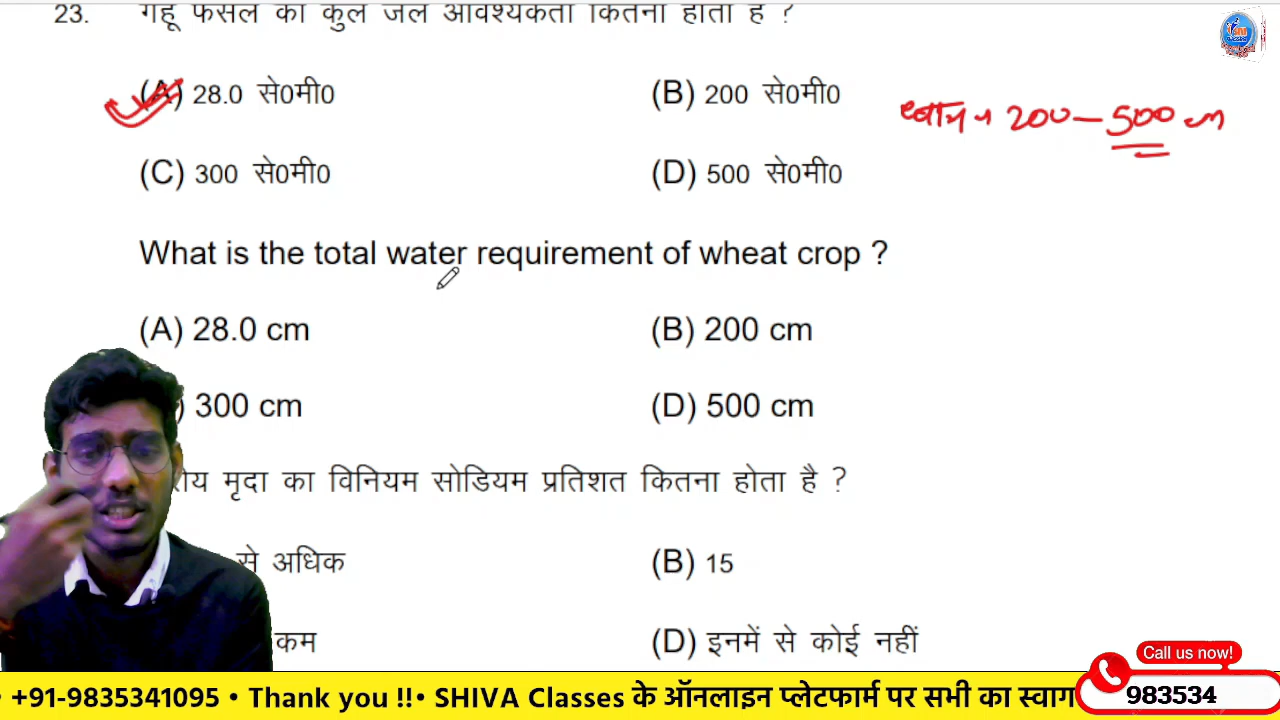 23. गेहूँ फसल की कुल जल आवश्यकता कितनी होती है ?
(A) 28.0 से0मी0 (B) 200 से0मी0
धान → 200 – 500 cm
(C) 300 से0मी0 (D) 500 से0मी0
What is the total water requirement of wheat crop ?
(A) 28.0 cm (B) 200 cm
) 300 cm (D) 500 cm
मृदा का विनियम सोडियम प्रतिशत कितना होता है ?
से अधिक (B) 15
कम (D) इनमें से कोई नहीं
Call us now!
• +91-9835341095 • Thank you !!• SHIVA Classes के ऑनलाइन प्लेटफार्म पर सभी का स्वाग
983534